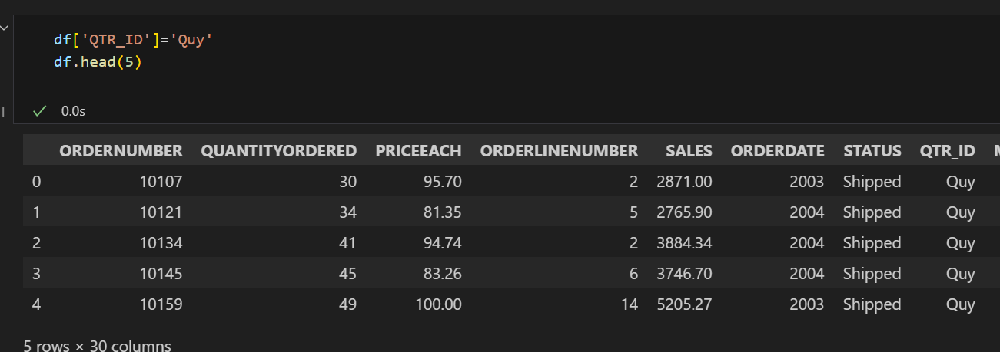 df['QTR_ID']='Quy'
df.head(5)
]
0.0s
ORDERNUMBER QUANTITYORDERED PRICEEACH ORDERLINENUMBER SALES ORDERDATE STATUS QTR_ID
0 10107 30 95.70 2 2871.00 2003 Shipped Quy
1 10121 34 81.35 5 2765.90 2004 Shipped Quy
2 10134 41 94.74 2 3884.34 2004 Shipped Quy
3 10145 45 83.26 6 3746.70 2004 Shipped Quy
4 10159 49 100.00 14 5205.27 2003 Shipped Quy
5 rows × 30 columns